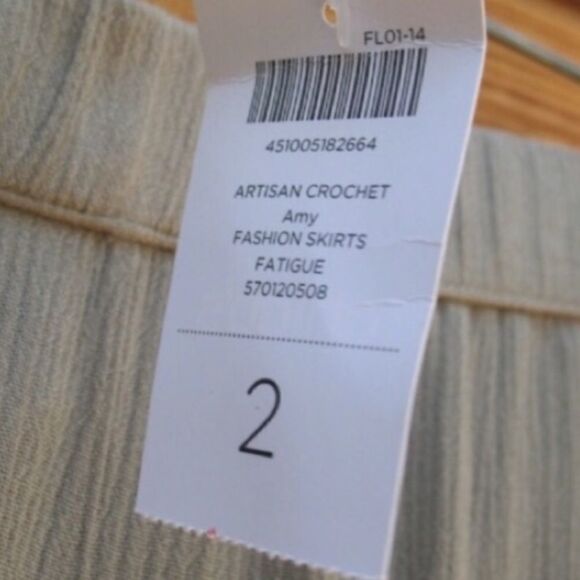 FL01-14
451005182664
ARTISAN CROCHET
Amy
FASHION SKIRTS
FATIGUE
570120508
2